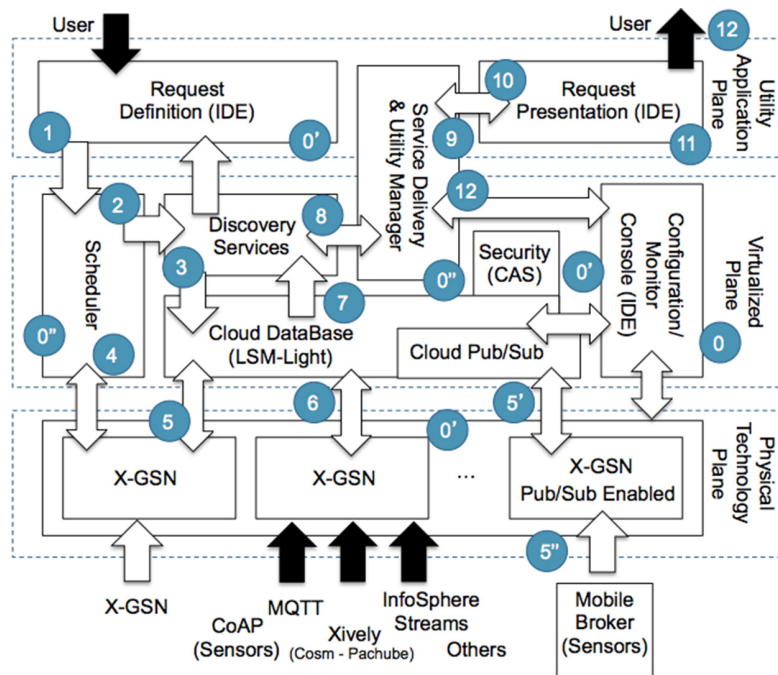 User
User
12
Request
Definition (IDE)
1
0'
Service Delivery
& Utility Manager
9
10
Request
Presentation (IDE)
11
Utility
Application
Plane
2
Scheduler
0"
4
Discovery
Services
8
3
12
0"
Security
(CAS)
0'
Configuration/
Monitor
Console (IDE)
0
Virtualized
Plane
7
Cloud DataBase
(LSM-Light)
Cloud Pub/Sub
5
6
5'
0'
X-GSN
X-GSN
...
X-GSN
Pub/Sub Enabled
Physical
Technology
Plane
5"
X-GSN
MQTT
CoAP
(Sensors)
Xively
(Cosm - Pachube)
InfoSphere
Streams
Others
Mobile
Broker
(Sensors)